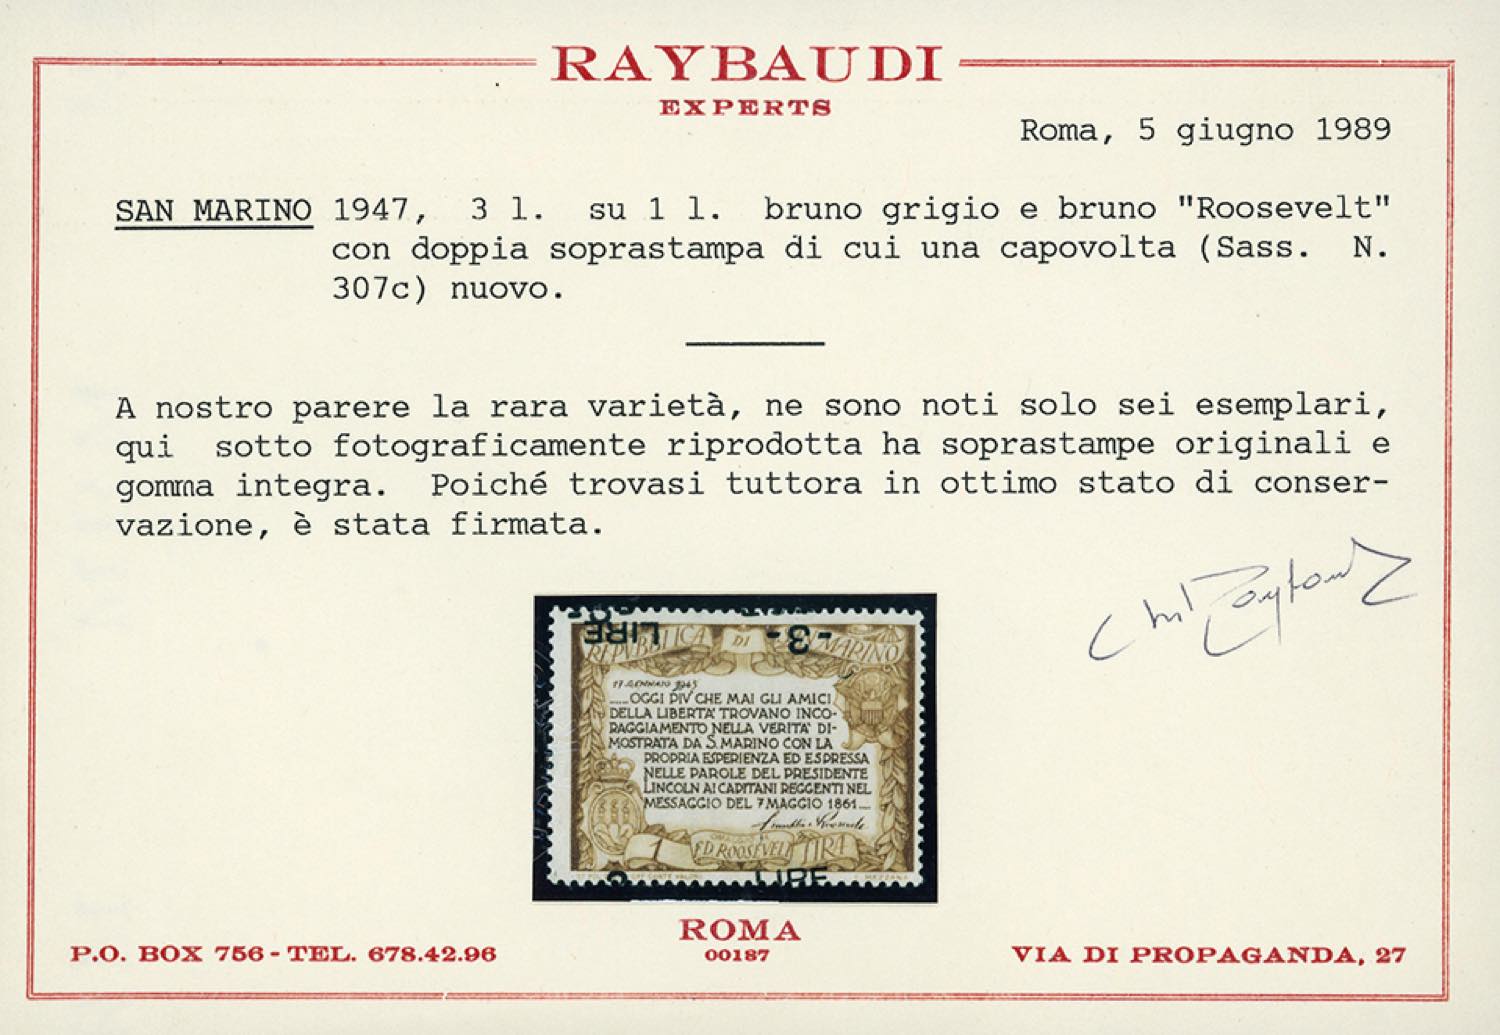 RAYBAUDI
EXPERTS
Roma, 5 giugno 1989
SAN MARINO 1947, 3 l. su 1 l. bruno grigio e bruno "Roosevelt"
con doppia soprastampa di cui una capovolta (Sass. N.
307c) nuovo.
A nostro parere la rara varietà, ne sono noti solo sei esemplari,
qui sotto fotograficamente riprodotta ha soprastampe originali e
gomma integra. Poiché trovasi tuttora in ottimo stato di conser-
vazione, è stata firmata.
LIRE -3-
REPVBBLICA DI SAN MARINO
17 GENNAIO 1945
....OGGI PIV CHE MAI GLI AMICI
DELLA LIBERTA' TROVANO INCO-
RAGGIAMENTO NELLA VERITA' DI-
MOSTRATA DA S. MARINO CON LA
PROPRIA ESPERIENZA ED ESPRESSA
NELLE PAROLE DEL PRESIDENTE
LINCOLN AI CAPITANI REGGENTI NEL
MESSAGGIO DEL 7 MAGGIO 1861....
1 F.D ROOSEVELT LIRA
LIRE
ROMA
00187
P.O. BOX 756 - TEL. 678.42.96
VIA DI PROPAGANDA, 27